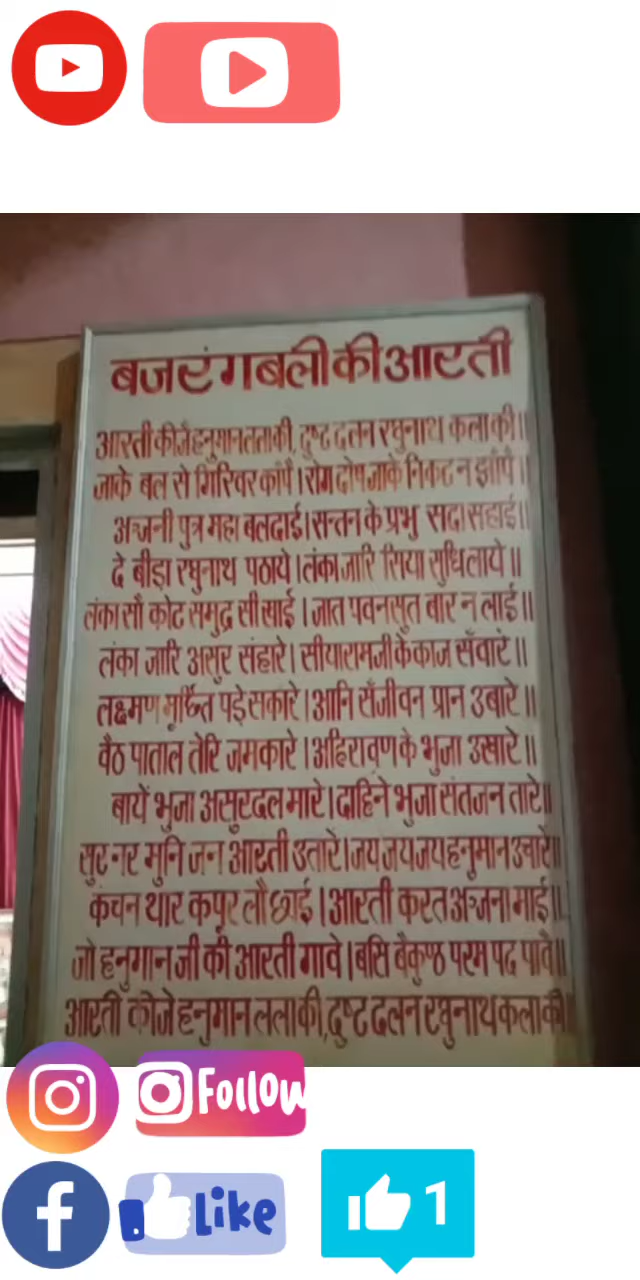 बजरंगबली की आरती
आरती कीजै हनुमान लला की, दुष्ट दलन रघुनाथ कला की॥
जाके बल से गिरिवर काँपै। रोग दोष जाके निकट न झाँपै॥
अञ्जनी पुत्र महा बलदाई। सन्तन के प्रभु सदा सहाई॥
दे बीड़ा रघुनाथ पठाये। लंका जारि सिया सुधि लाये॥
लंका सौ कोट समुद्र सी खाई। जात पवनसुत बार न लाई॥
लंका जारि असुर संहारे। सीयारामजी के काज सँवारे॥
लक्ष्मण मूर्छित पड़े सकारे। आनि सँजीवन प्रान उबारे॥
वैठ पाताल तेरि जमकारे। अहिरावण के भुजा उखारे॥
बायें भुजा असुर दल मारे। दाहिने भुजा संतजन तारे॥
सुर नर मुनि जन आरती उतारे। जय जय जय हनुमान उचारे॥
कंचन थार कपूर लौ छाई। आरती करत अञ्जना माई॥
जो हनुमान जी की आरती गावे। बसि बैकुण्ठ परम पद पावै॥
आरती कीजे हनुमान लला की, दुष्ट दलन रघुनाथ कला की॥
Follow
Like
1